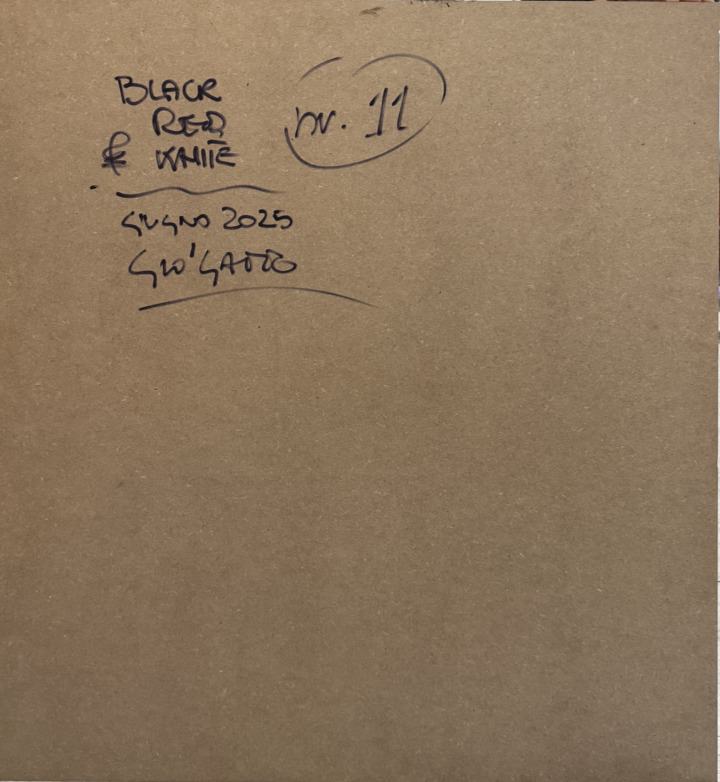 BLACK
RED
& WHITE
nr. 11
GIUGNO 2025
GIO' GATTO